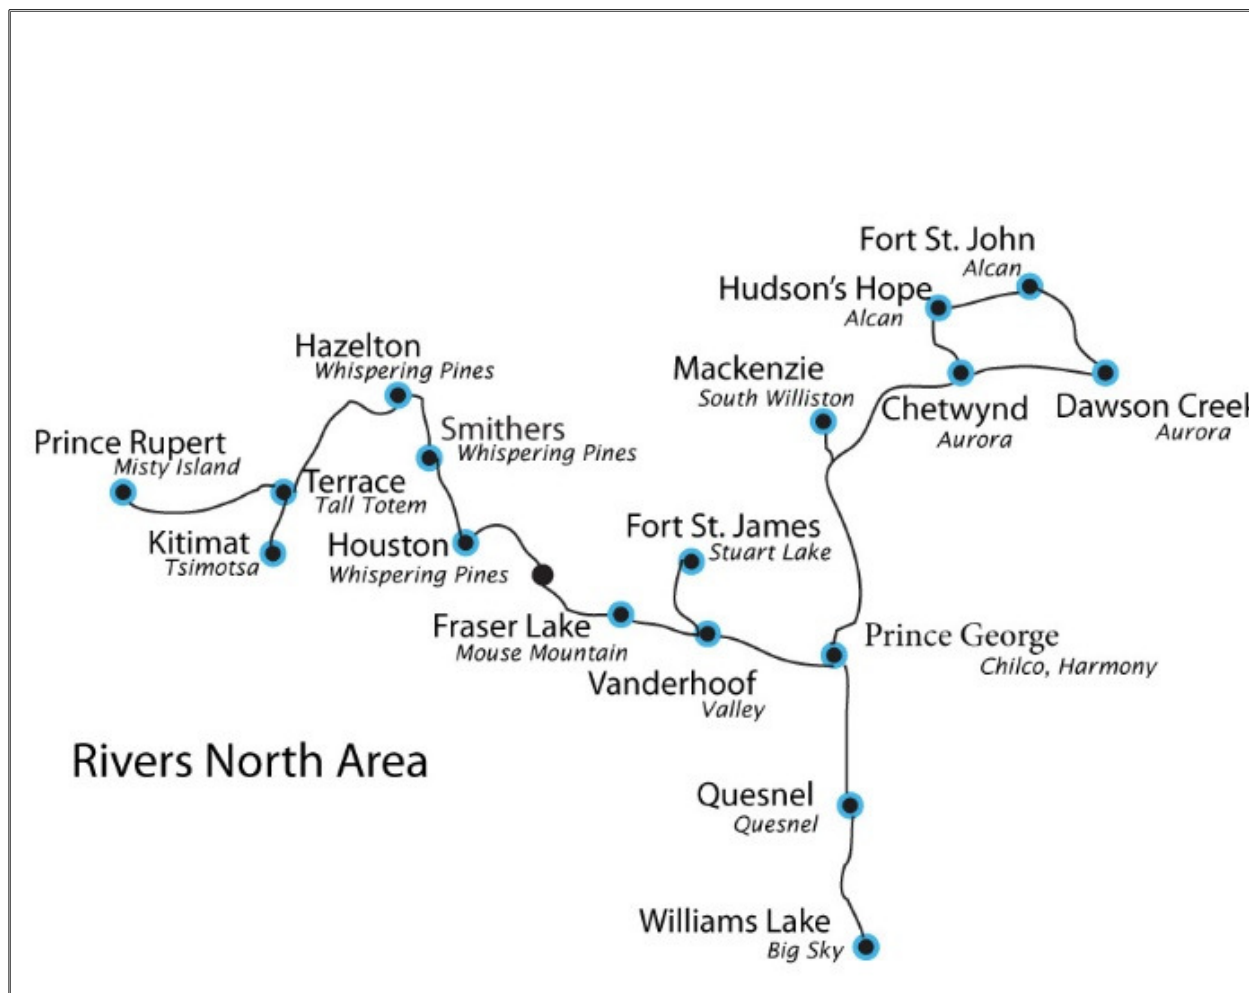 Fort St. John
Alcan
Hudson's Hope
Alcan
Hazelton
Whispering Pines
Mackenzie
South Williston
Chetwynd
Aurora
Dawson Creek
Aurora
Prince Rupert
Misty Island
Smithers
Whispering Pines
Terrace
Tall Totem
Kitimat
Tsimotsa
Houston
Whispering Pines
Fort St. James
Stuart Lake
Fraser Lake
Mouse Mountain
Prince George
Chilco, Harmony
Vanderhoof
Valley
Rivers North Area
Quesnel
Quesnel
Williams Lake
Big Sky